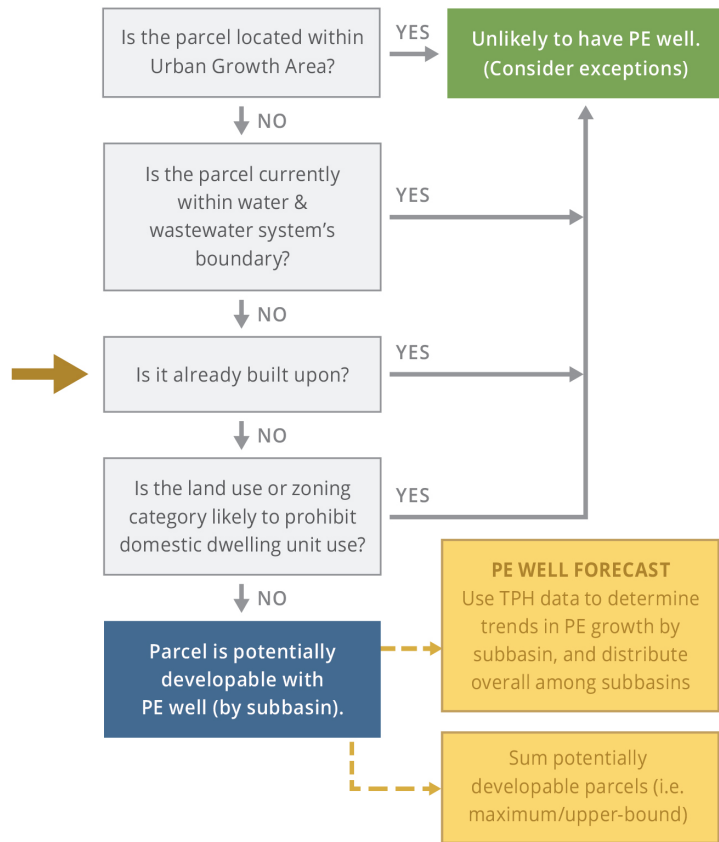 Is the parcel located within
Urban Growth Area?
YES
Unlikely to have PE well.
(Consider exceptions)
NO
Is the parcel currently
within water &
wastewater system’s
boundary?
YES
NO
Is it already built upon?
YES
NO
Is the land use or zoning
category likely to prohibit
domestic dwelling unit use?
YES
NO
Parcel is potentially
developable with
PE well (by subbasin).
PE WELL FORECAST
Use TPH data to determine
trends in PE growth by
subbasin, and distribute
overall among subbasins
Sum potentially
developable parcels (i.e.
maximum/upper-bound)